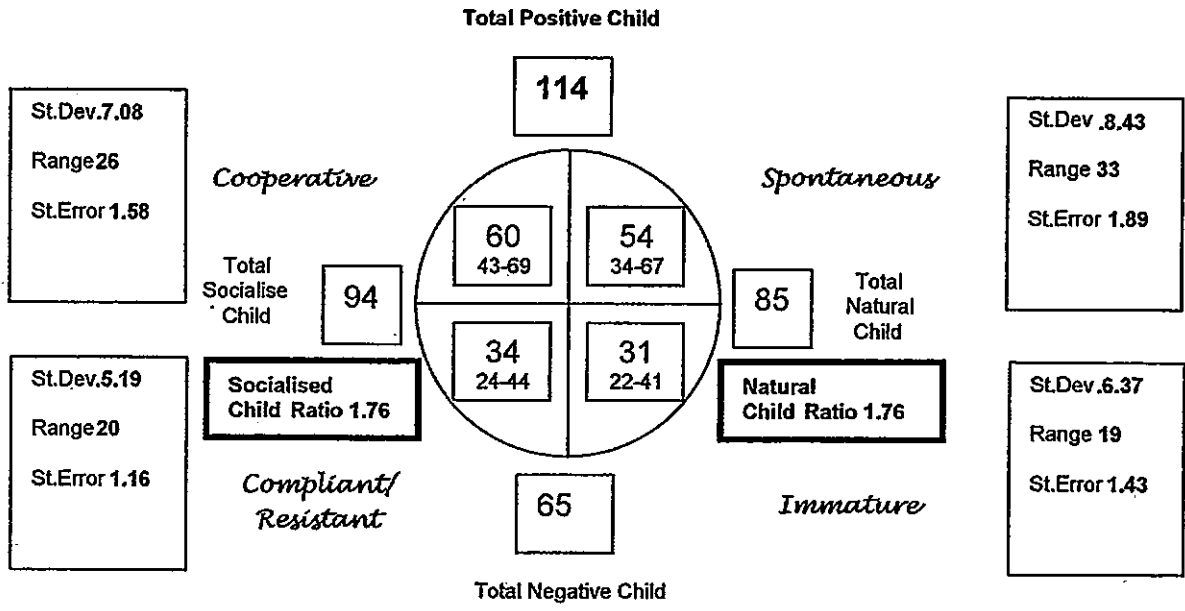 Total Positive Child
114
St.Dev.7.08
Range 26
St.Error 1.58
Cooperative
Spontaneous
St.Dev .8.43
Range 33
St.Error 1.89
60
43-69
54
34-67
Total
Socialise
Child
94
85
Total
Natural
Child
34
24-44
31
22-41
St.Dev.5.19
Range 20
St.Error 1.16
Socialised
Child Ratio 1.76
Natural
Child Ratio 1.76
St.Dev.6.37
Range 19
St.Error 1.43
Compliant/
Resistant
65
Immature
Total Negative Child